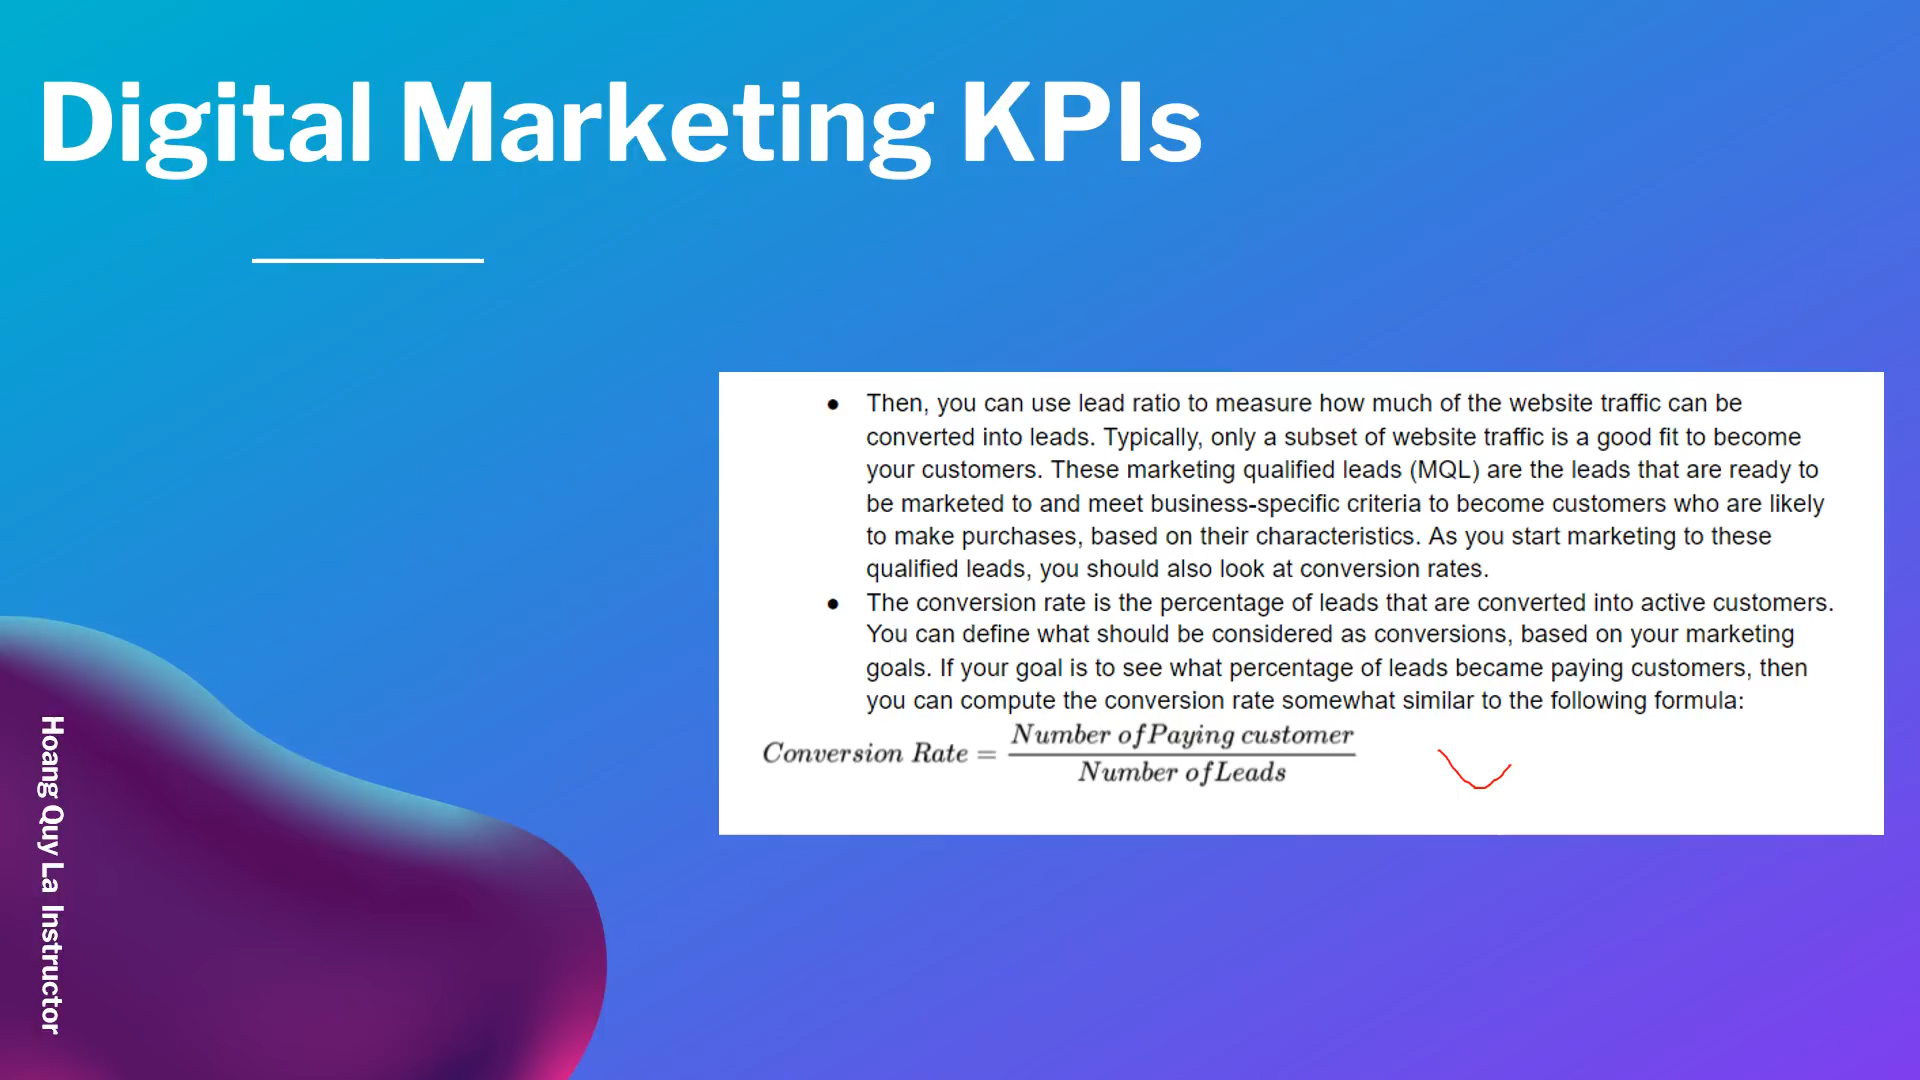 Digital Marketing KPIs
● Then, you can use lead ratio to measure how much of the website traffic can be
converted into leads. Typically, only a subset of website traffic is a good fit to become
your customers. These marketing qualified leads (MQL) are the leads that are ready to
be marketed to and meet business-specific criteria to become customers who are likely
to make purchases, based on their characteristics. As you start marketing to these
qualified leads, you should also look at conversion rates.
● The conversion rate is the percentage of leads that are converted into active customers.
You can define what should be considered as conversions, based on your marketing
goals. If your goal is to see what percentage of leads became paying customers, then
you can compute the conversion rate somewhat similar to the following formula:
Conversion Rate = Number of Paying customer / Number of Leads
Hoang Quy La Instructor